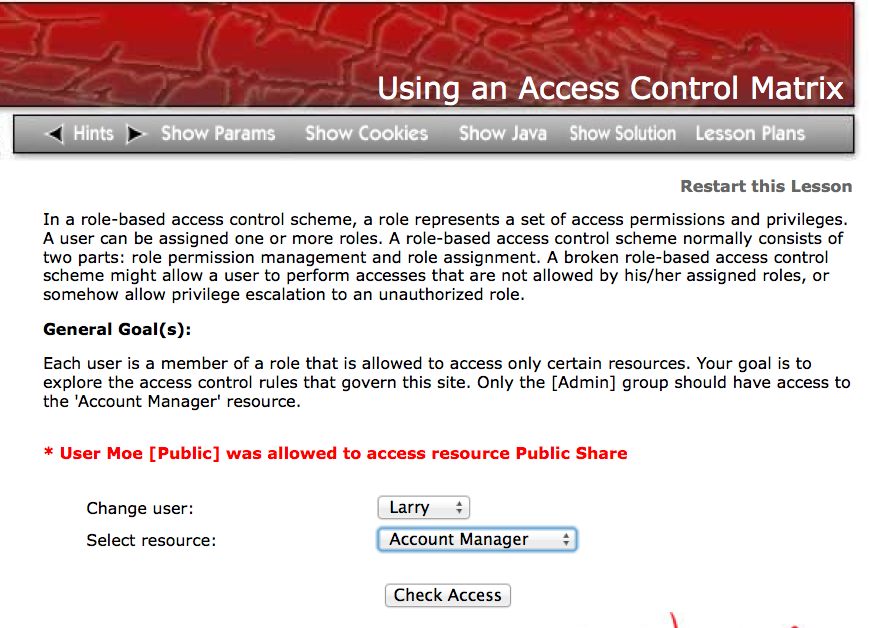 Using an Access Control Matrix
Hints Show Params Show Cookies Show Java Show Solution Lesson Plans
Restart this Lesson
In a role-based access control scheme, a role represents a set of access permissions and privileges.
A user can be assigned one or more roles. A role-based access control scheme normally consists of
two parts: role permission management and role assignment. A broken role-based access control
scheme might allow a user to perform accesses that are not allowed by his/her assigned roles, or
somehow allow privilege escalation to an unauthorized role.
General Goal(s):
Each user is a member of a role that is allowed to access only certain resources. Your goal is to
explore the access control rules that govern this site. Only the [Admin] group should have access to
the 'Account Manager' resource.
* User Moe [Public] was allowed to access resource Public Share
Change user: Larry
Select resource: Account Manager
Check Access